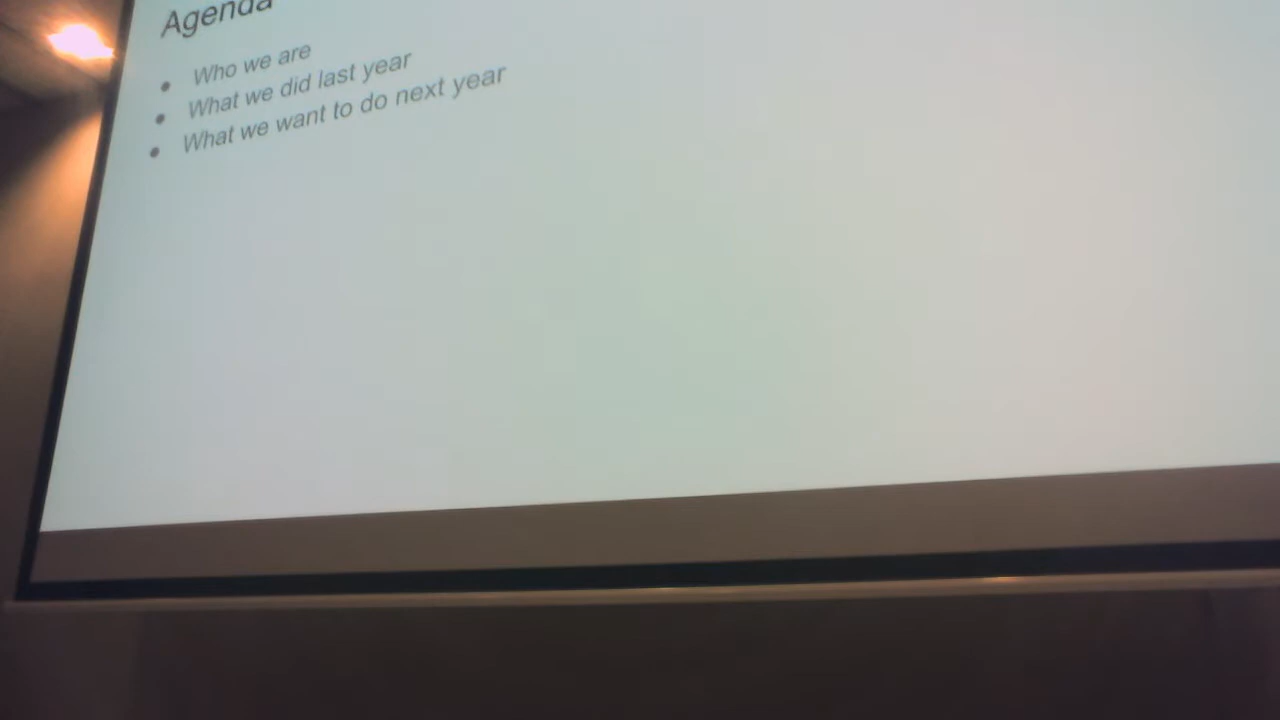 Agenda
Who we are
What we did last year
What we want to do next year